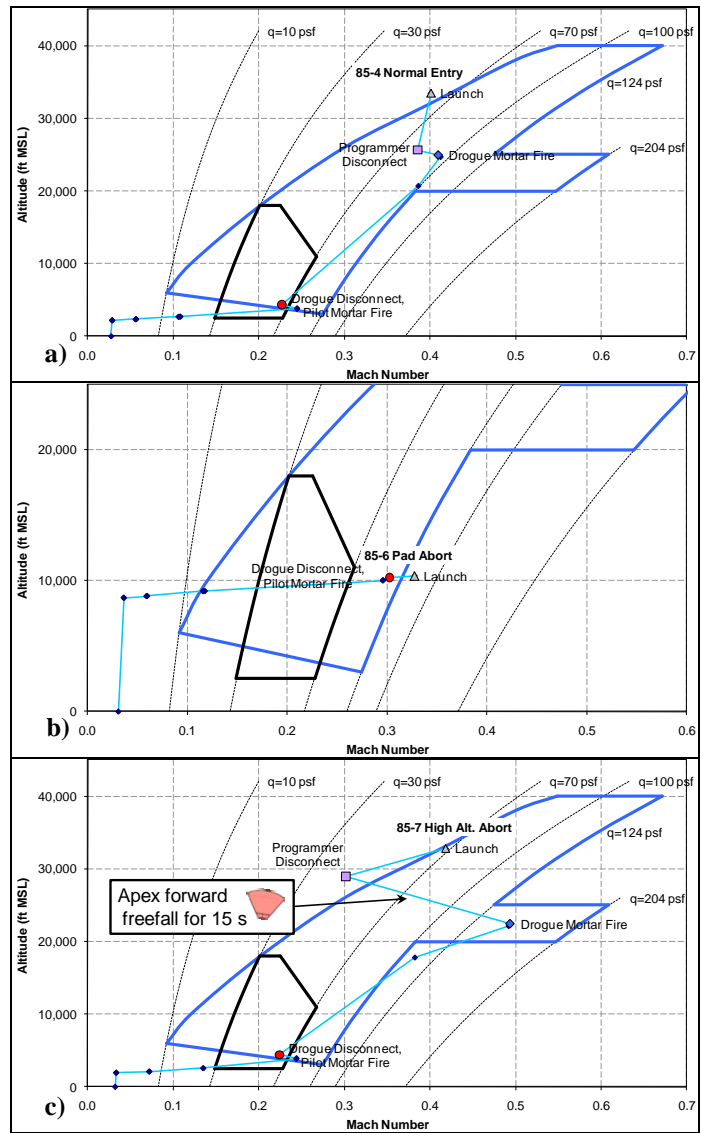 q=10 psf
q=30 psf
q=70 psf
q=100 psf
40,000
85-4 Normal Entry
q=124 psf
Launch
30,000
Programmer
Disconnect
Drogue Mortar Fire
q=204 psf
20,000
Altitude (ft MSL)
10,000
Drogue Disconnect,
Pilot Mortar Fire
0
a)
0.0 0.1 0.2 0.3 0.4 0.5 0.6 0.7
Mach Number
20,000
Altitude (ft MSL)
85-6 Pad Abort
Drogue Disconnect,
Pilot Mortar Fire
Launch
10,000
0
b)
0.0 0.1 0.2 0.3 0.4 0.5 0.6
Mach Number
q=10 psf
q=30 psf
q=70 psf
q=100 psf
40,000
85-7 High Alt. Abort
q=124 psf
Programmer
Disconnect
Launch
30,000
Apex forward
freefall for 15 s
q=204 psf
Drogue Mortar Fire
20,000
Altitude (ft MSL)
10,000
Drogue Disconnect,
Pilot Mortar Fire
0
c)
0.0 0.1 0.2 0.3 0.4 0.5 0.6 0.7
Mach Number